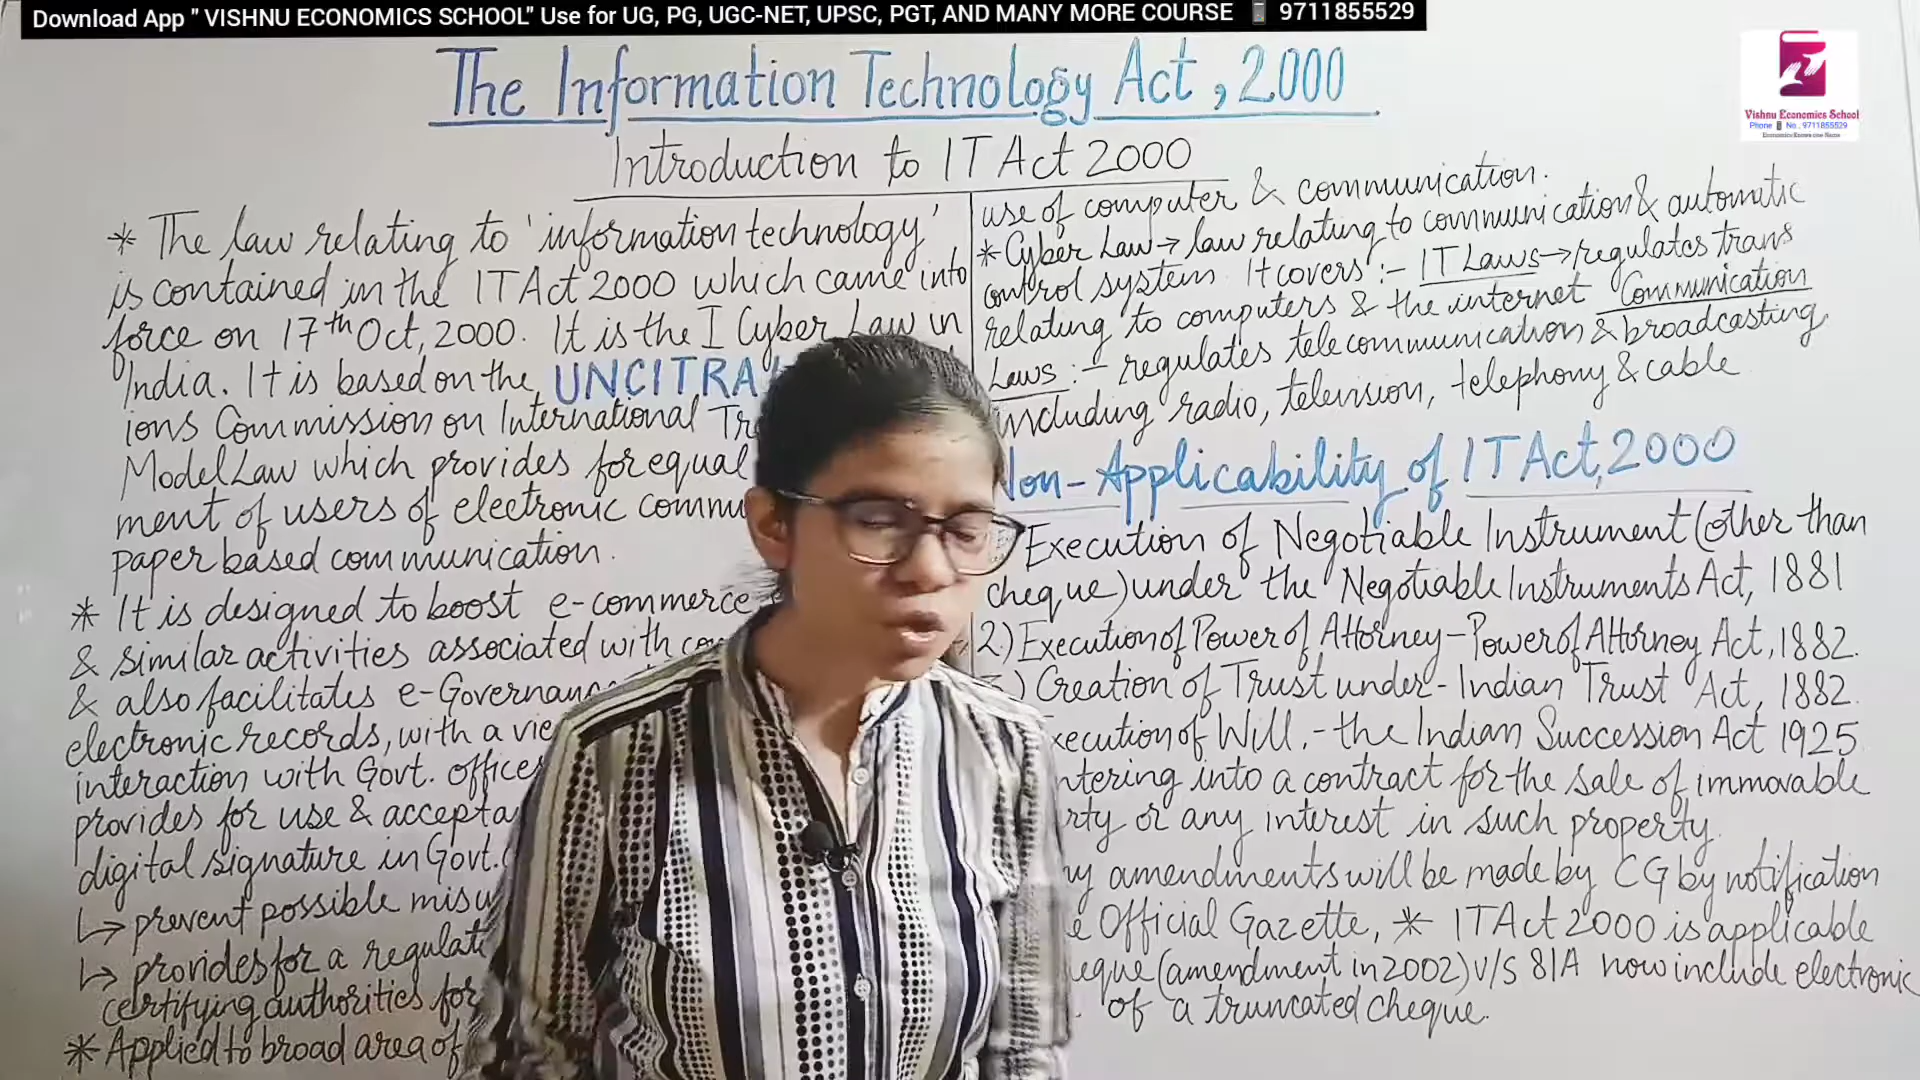 Download App " VISHNU ECONOMICS SCHOOL" Use for UG, PG, UGC-NET, UPSC, PGT, AND MANY MORE COURSE 9711855529
Vishnu Economics School
Phone No. 9711855529
The Information Technology Act, 2000
Introduction to IT Act 2000
* The law relating to 'information technology'
is contained in the IT Act 2000 which came into
force on 17th Oct, 2000. It is the I Cyber Law in
India. It is based on the UNCITRA
ions Commission on International Tr
Model Law which provides for equal
ment of users of electronic commu
paper based communication.
* It is designed to boost e-commerce
& similar activities associated with
& also facilitates e-Governanc
electronic records, with a vie
interaction with Govt. offices
provides for use & accepta
digital signature in Govt.
↳ prevent possible misu
↳ provides for a regulat
certifying authorities for
* Applied to broad area of
use of computer & communication.
* Cyber Law → law relating to communication & automatic
control system. It covers :- IT Laws → regulates trans
relating to computers & the internet Communication
Laws :- regulates telecommunication & broadcasting
including radio, television, telephony & cable
Non-Applicability of IT Act, 2000
Execution of Negotiable Instrument (other than
cheque) under the Negotiable Instruments Act, 1881
2) Execution of Power of Attorney - Power of Attorney Act, 1882.
) Creation of Trust under - Indian Trust Act, 1882.
xecution of Will. - the Indian Succession Act 1925.
ntering into a contract for the sale of immovable
rty or any interest in such property.
ny amendments will be made by CG by notification
e Official Gazette, * IT Act 2000 is applicable
eque (amendment in 2002) v/s 81A now include electronic
of a truncated cheque.